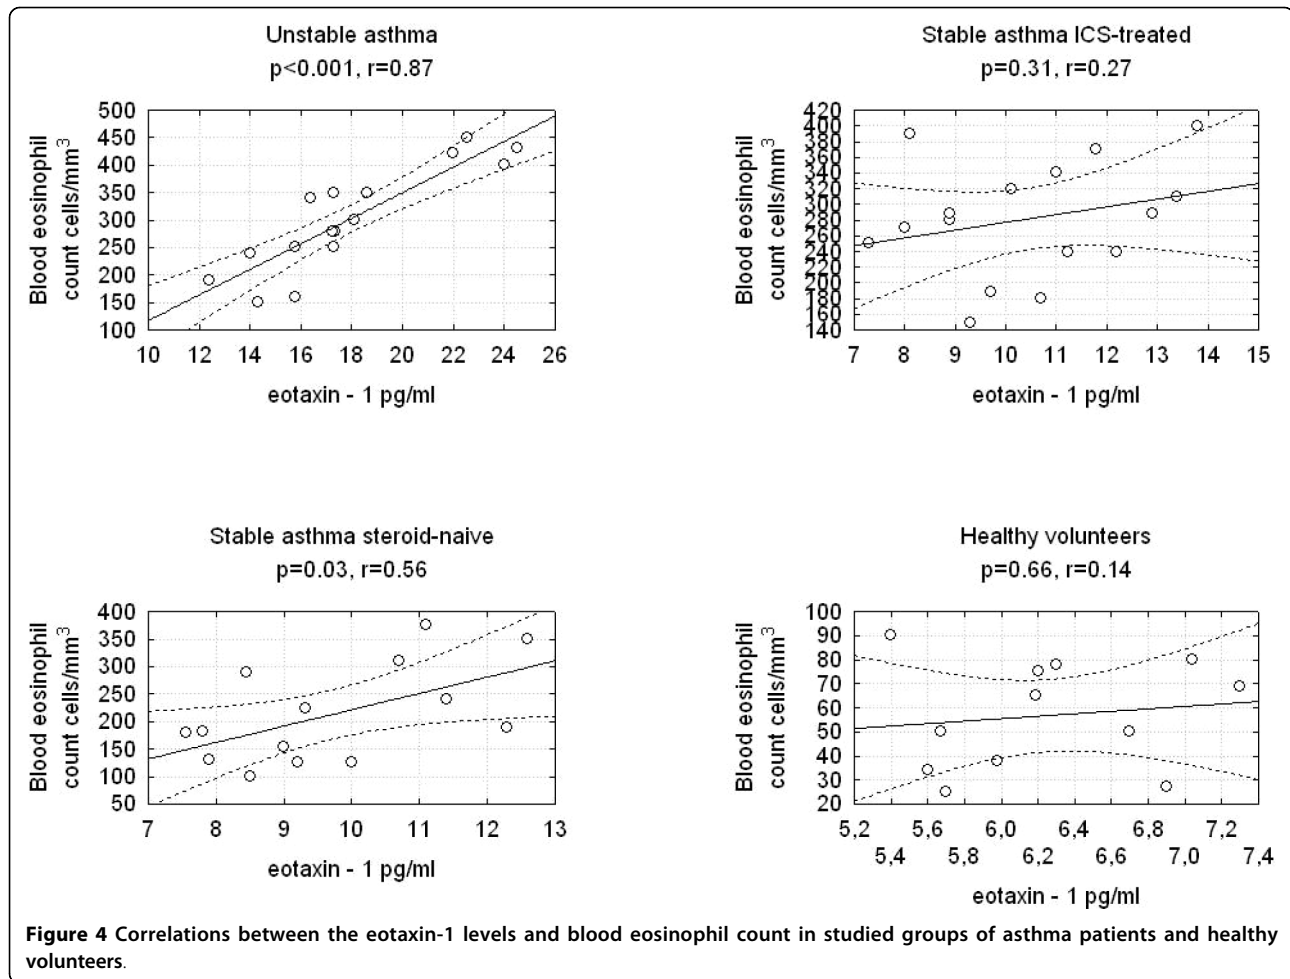 Unstable asthma
p<0.001, r=0.87
Blood eosinophil
count cells/mm³
500
450
400
350
300
250
200
150
100
10 12 14 16 18 20 22 24 26
eotaxin - 1 pg/ml
Stable asthma ICS-treated
p=0.31, r=0.27
Blood eosinophil
count cells/mm³
420
400
380
360
340
320
300
280
260
240
220
200
180
160
140
7 8 9 10 11 12 13 14 15
eotaxin - 1 pg/ml
Stable asthma steroid-naive
p=0.03, r=0.56
Blood eosinophil
count cells/mm³
400
350
300
250
200
150
100
50
7 8 9 10 11 12 13
eotaxin - 1 pg/ml
Healthy volunteers
p=0.66, r=0.14
Blood eosinophil
count cells/mm³
100
90
80
70
60
50
40
30
20
5,2 5,6 6,0 6,4 6,8 7,2
5,4 5,8 6,2 6,6 7,0 7,4
eotaxin - 1 pg/ml
Figure 4 Correlations between the eotaxin-1 levels and blood eosinophil count in studied groups of asthma patients and healthy
volunteers.